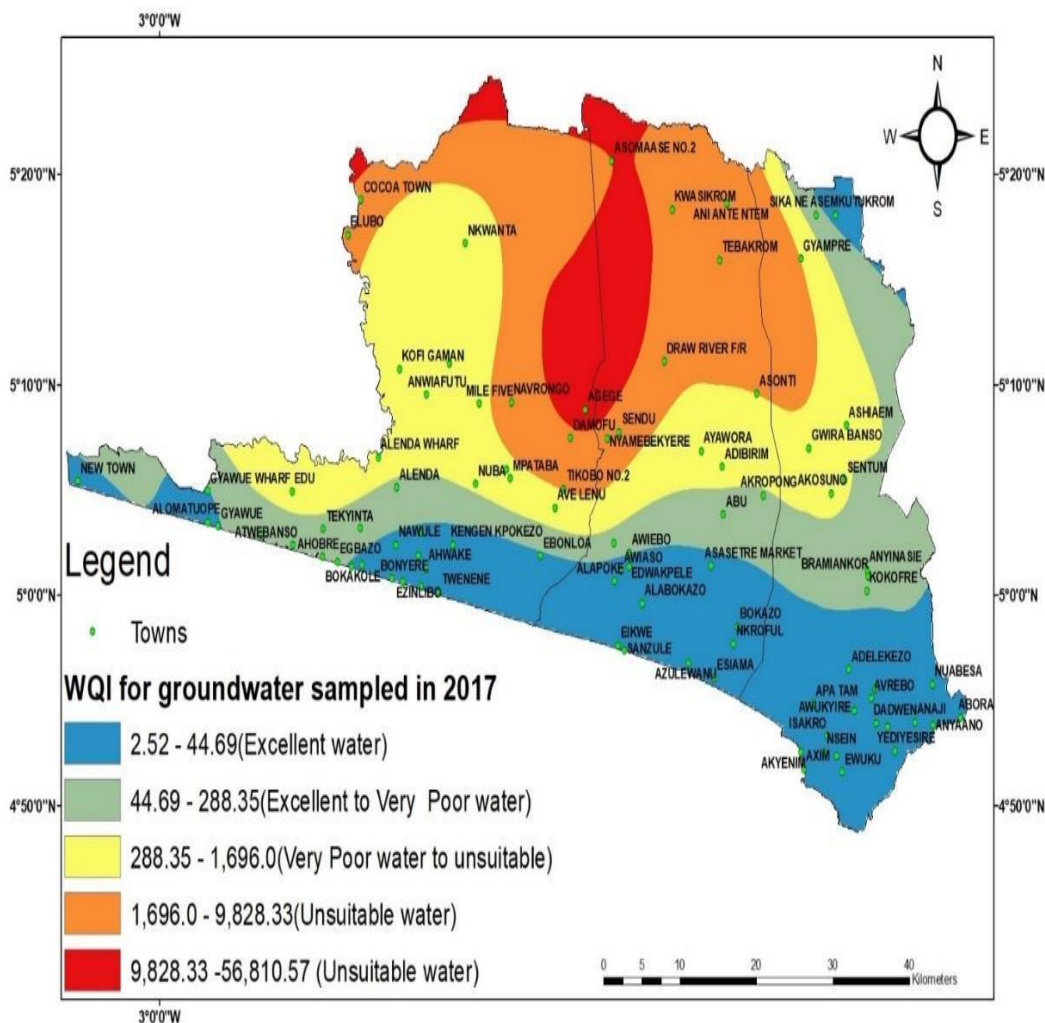 3°0'0"W
N
W E
S
5°20'0"N
5°20'0"N
ASOMAASE NO.2
COCOA TOWN
KWASIKROM
SIKA NE ASEMKUTUKROM
ANI ANTE NTEM
ELUBO
NKWANTA
GYAMPRE
TEBAKROM
DRAW RIVER F/R
KOFI GAMAN
5°10'0"N
5°10'0"N
ANWIAFUTU
MILE FIVE
NAVRONGO
AGEGE
ASONTI
ASHIAEM
DAMOFU
SENDU
NYAMEBEKYERE
GWIRA BANSO
ALENDA WHARF
AYAWORA
ADIBIRIM
NEW TOWN
GYAWUE WHARF EDU
ALENDA
NUBA
MPATABA
TIKOBO NO.2
AKROPONG
AKOSUNO
SENTUM
AVE LENU
ABU
ALOMATUOPE
GYAWUE
ATWEBANSO
TEKYINTA
NAWULE
KENGEN KPOKEZO
EBONLOA
AWIEBO
AHOBRE
EGBAZO
AHWAKE
AWIASO
ASASETRE MARKET
BRAMIANKOR
ANYINASIE
BOKAKOLE
BONYERE
TWENENE
ALAPOKE
EDWAKPELE
KOKOFRE
5°0'0"N
5°0'0"N
EZINLIBO
ALABOKAZO
BOKAZO
NKROFUL
EIKWE
SANZULE
ADELEKEZO
AZULEWANU
ESIAMA
NUABESA
APA TAM
AVREBO
AWUKYIRE
DADWENANAJI
ABORA
ISAKRO
ANYAANO
NSEIN
YEDIYESIRE
AKYENIM
AXIM
EWUKU
4°50'0"N
4°50'0"N
Legend
Towns
WQI for groundwater sampled in 2017
2.52 - 44.69(Excellent water)
44.69 - 288.35(Excellent to Very Poor water)
288.35 - 1,696.0(Very Poor water to unsuitable)
1,696.0 - 9,828.33(Unsuitable water)
9,828.33 -56,810.57 (Unsuitable water)
0 5 10 20 30 40
Kilometers
3°0'0"W